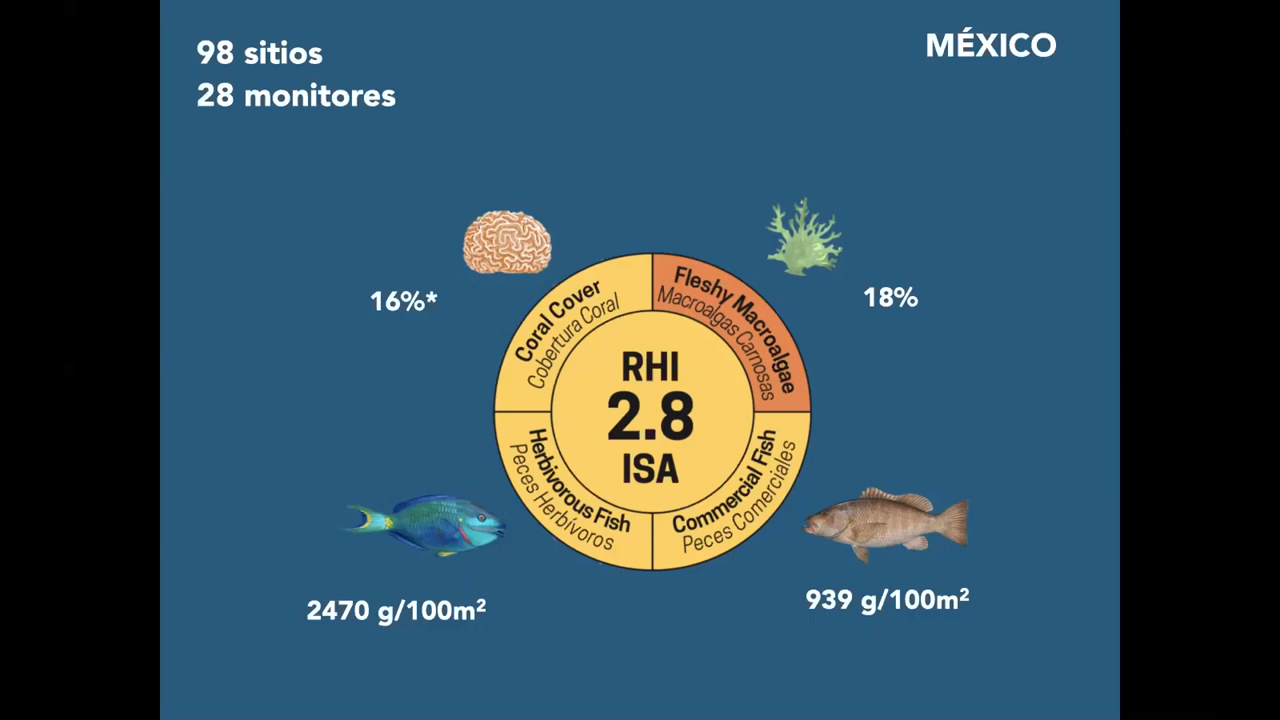 98 sitios
28 monitores
MÉXICO
16%*
18%
Coral Cover
Cobertura Coral
Fleshy Macroalgae
Macroalgas Carnosas
RHI
2.8
ISA
Herbivorous Fish
Peces Herbívoros
Commercial Fish
Peces Comerciales
2470 g/100m²
939 g/100m²